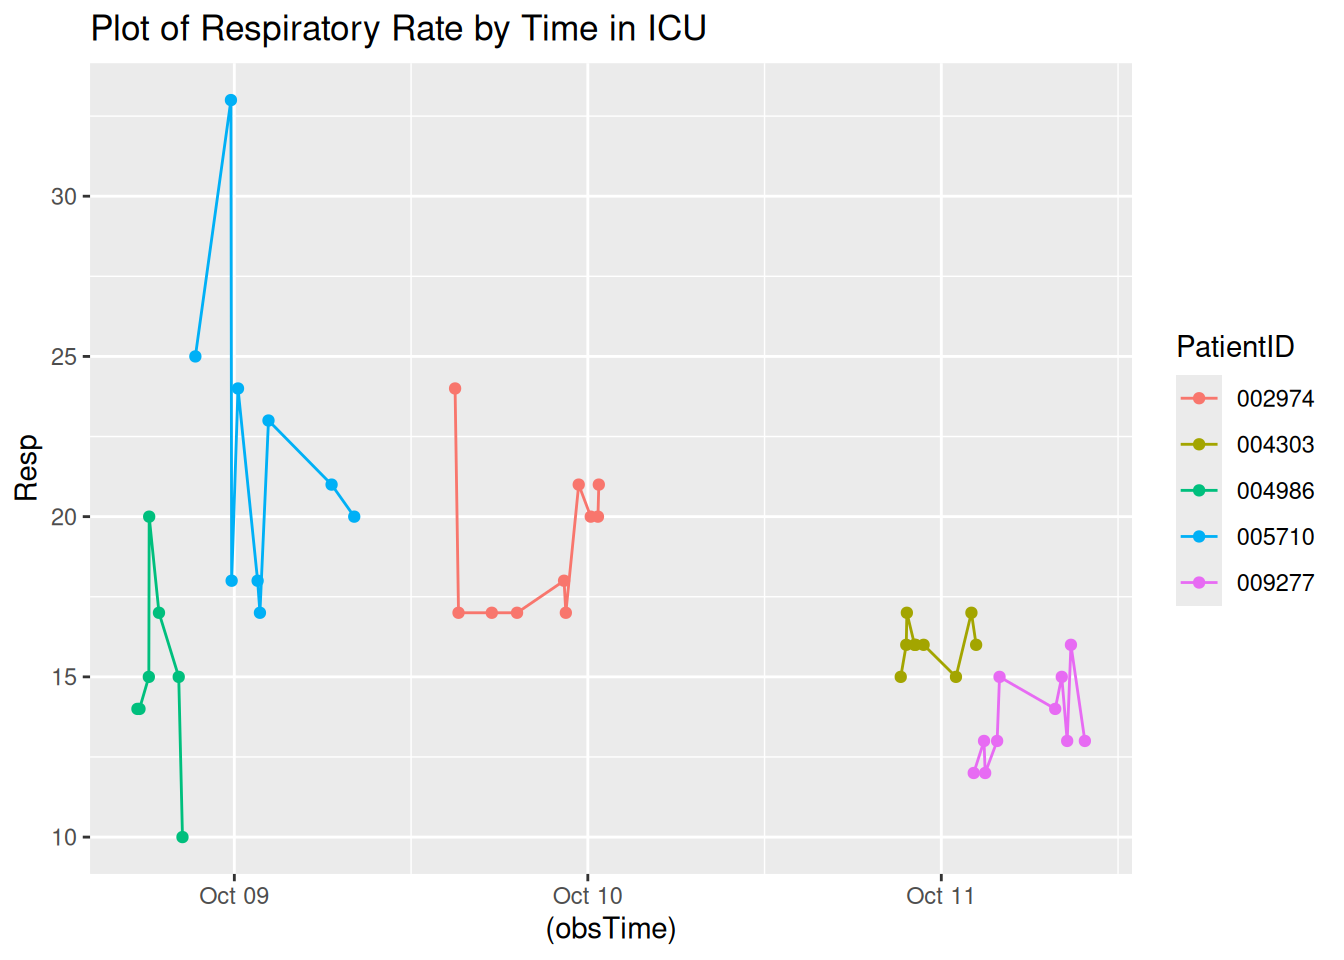 Plot of Respiratory Rate by Time in ICU
30
25
20
15
10
Resp
Oct 09
Oct 10
Oct 11
(obsTime)
PatientID
002974
004303
004986
005710
009277